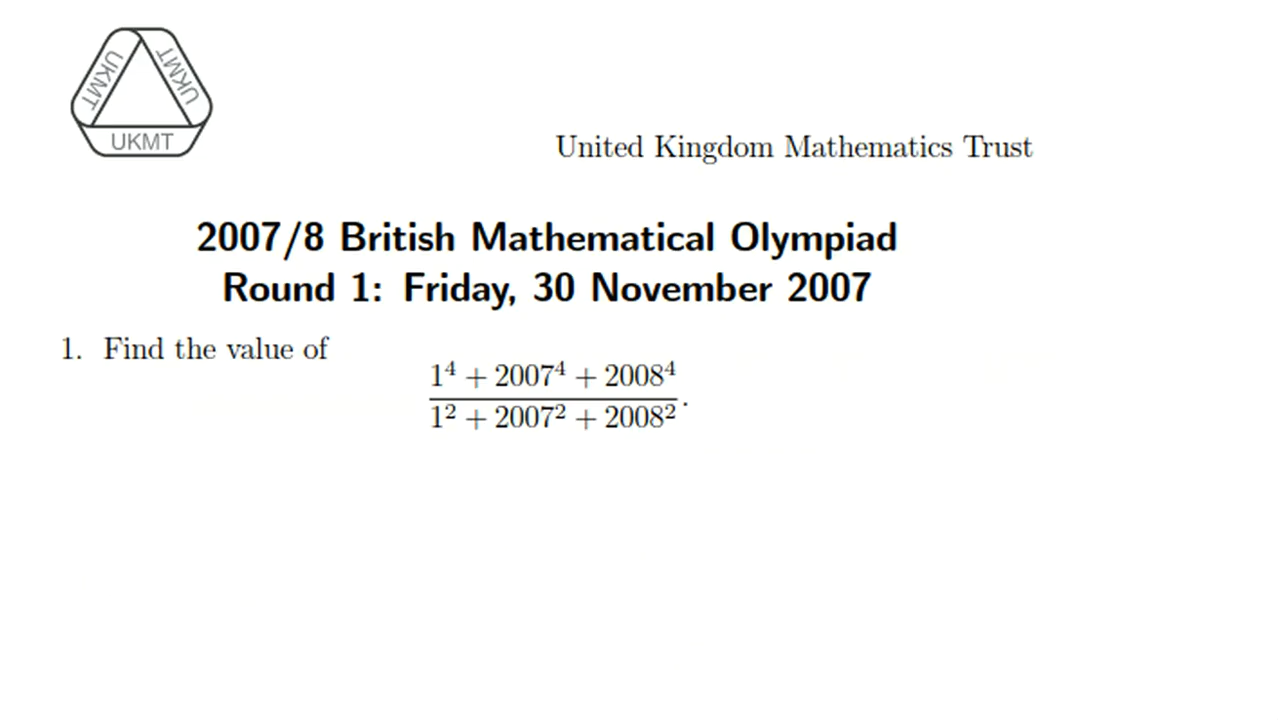 UKMT
UKMT
UKMT
United Kingdom Mathematics Trust
2007/8 British Mathematical Olympiad
Round 1: Friday, 30 November 2007
1. Find the value of
1⁴ + 2007⁴ + 2008⁴
1² + 2007² + 2008² .